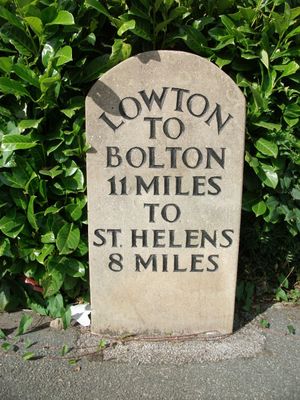 LOWTON
TO
BOLTON
11 MILES
TO
ST. HELENS
8 MILES